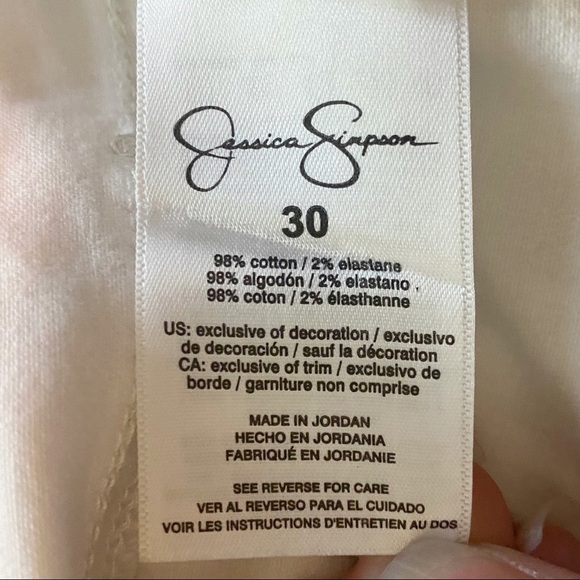 Jessica Simpson
30
98% cotton / 2% elastane
98% algodón / 2% elastano .
98% coton / 2% élasthanne
US: exclusive of decoration / exclusivo
de decoración / sauf la décoration
CA: exclusive of trim / exclusivo de
borde / garniture non comprise
MADE IN JORDAN
HECHO EN JORDANIA
FABRIQUÉ EN JORDANIE
SEE REVERSE FOR CARE
VER AL REVERSO PARA EL CUIDADO
VOIR LES INSTRUCTIONS D'ENTRETIEN AU DOS